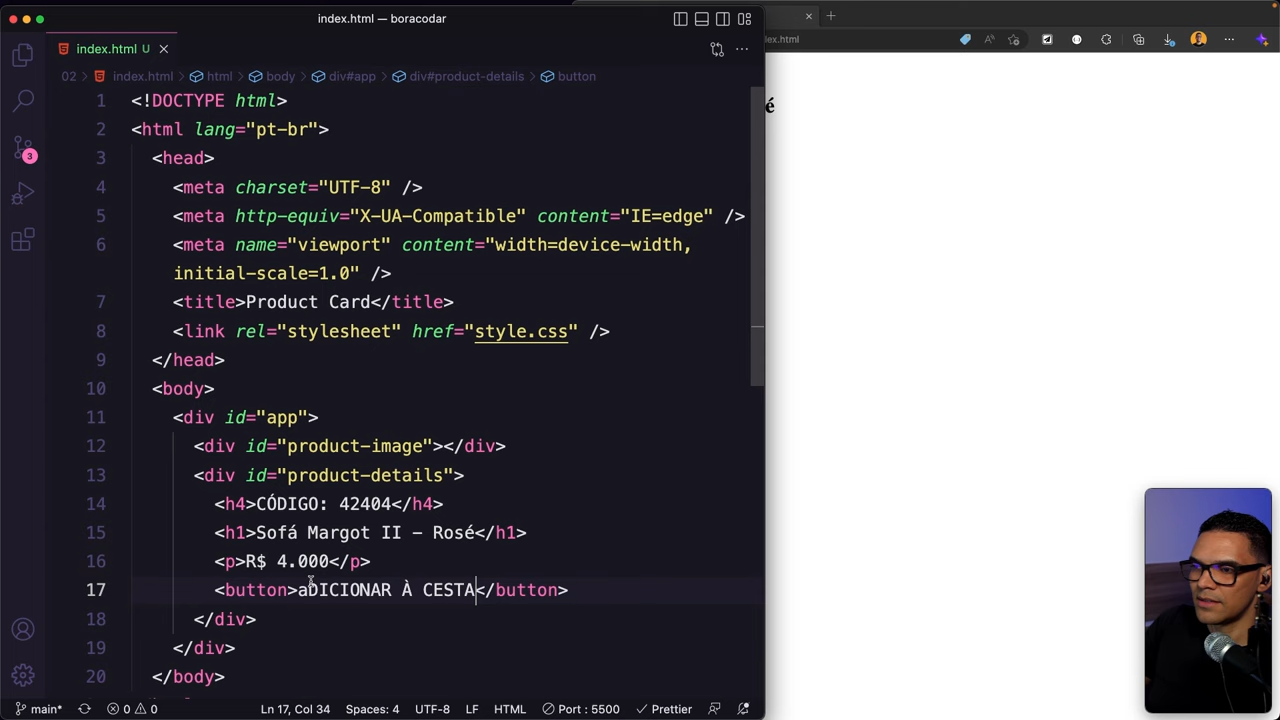 index.html — boracodar
index.html U
lex.html
02 index.html html body div#app div#product-details button
1 <!DOCTYPE html>
2 <html lang="pt-br">
3 <head>
4 <meta charset="UTF-8" />
5 <meta http-equiv="X-UA-Compatible" content="IE=edge" />
6 <meta name="viewport" content="width=device-width,
initial-scale=1.0" />
7 <title>Product Card</title>
8 <link rel="stylesheet" href="style.css" />
9 </head>
10 <body>
11 <div id="app">
12 <div id="product-image"></div>
13 <div id="product-details">
14 <h4>CÓDIGO: 42404</h4>
15 <h1>Sofá Margot II – Rosé</h1>
16 <p>R$ 4.000</p>
17 <button>aDICIONAR À CESTA</button>
18 </div>
19 </div>
20 </body>
é
3
main* 0 0 Ln 17, Col 34 Spaces: 4 UTF-8 LF HTML Port : 5500 Prettier